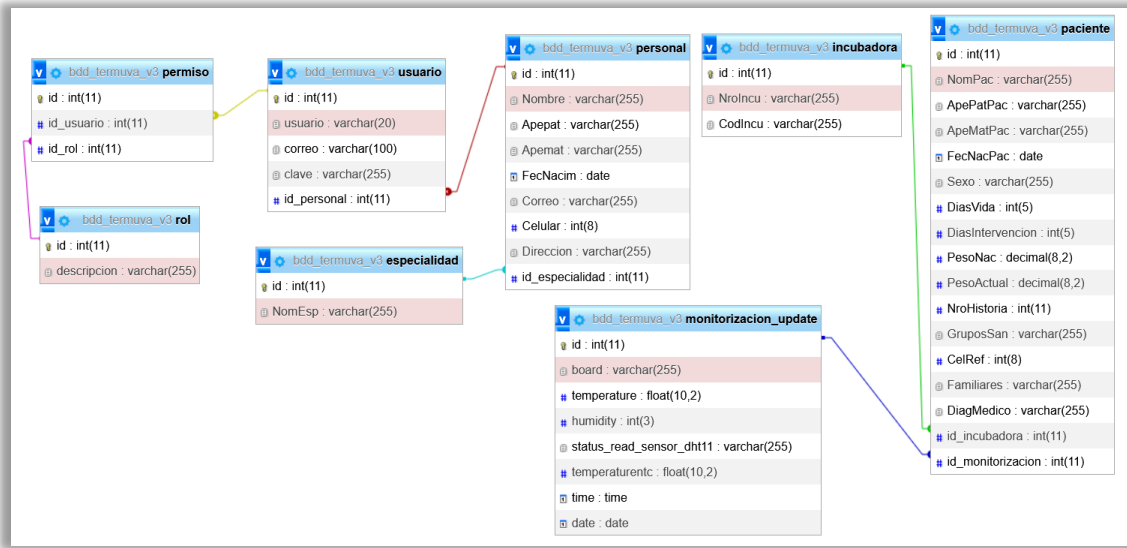 bdd_termuva_v3 permiso
id : int(11)
id_usuario : int(11)
id_rol : int(11)
bdd_termuva_v3 rol
id : int(11)
descripcion : varchar(255)
bdd_termuva_v3 usuario
id : int(11)
usuario : varchar(20)
correo : varchar(100)
clave : varchar(255)
id_personal : int(11)
bdd_termuva_v3 especialidad
id : int(11)
NomEsp : varchar(255)
bdd_termuva_v3 personal
id : int(11)
Nombre : varchar(255)
Apepat : varchar(255)
Apemat : varchar(255)
FecNacim : date
Correo : varchar(255)
Celular : int(8)
Direccion : varchar(255)
id_especialidad : int(11)
bdd_termuva_v3 monitorizacion_update
id : int(11)
board : varchar(255)
temperature : float(10,2)
humidity : int(3)
status_read_sensor_dht11 : varchar(255)
temperaturentc : float(10,2)
time : time
date : date
bdd_termuva_v3 incubadora
id : int(11)
NroIncu : varchar(255)
CodIncu : varchar(255)
bdd_termuva_v3 paciente
id : int(11)
NomPac : varchar(255)
ApePatPac : varchar(255)
ApeMatPac : varchar(255)
FecNacPac : date
Sexo : varchar(255)
DiasVida : int(5)
DiasIntervencion : int(5)
PesoNac : decimal(8,2)
PesoActual : decimal(8,2)
NroHistoria : int(11)
GruposSan : varchar(255)
CelRef : int(8)
Familiares : varchar(255)
DiagMedico : varchar(255)
id_incubadora : int(11)
id_monitorizacion : int(11)